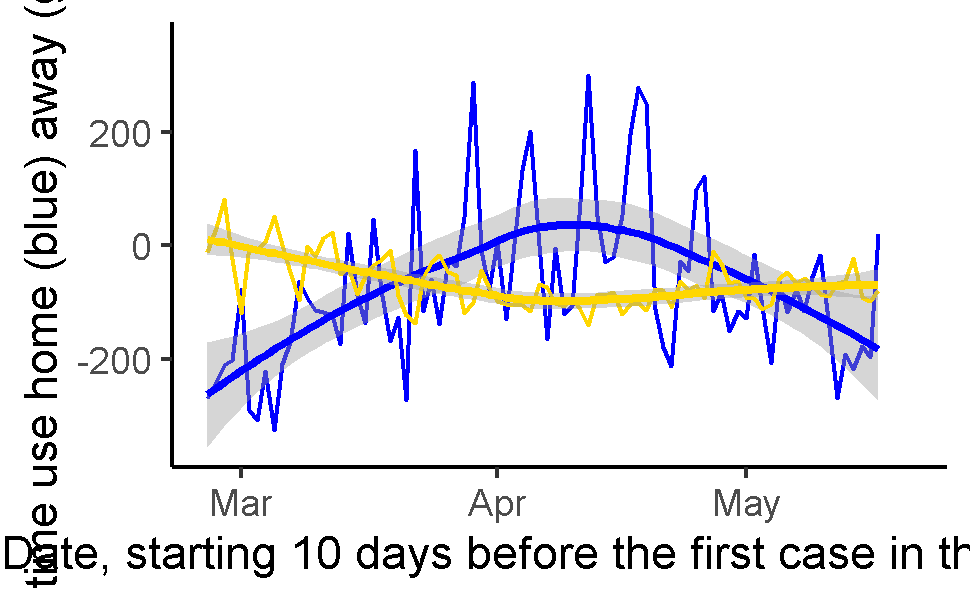 time use home (blue) away (
200
0
-200
Mar Apr May
Date, starting 10 days before the first case in th